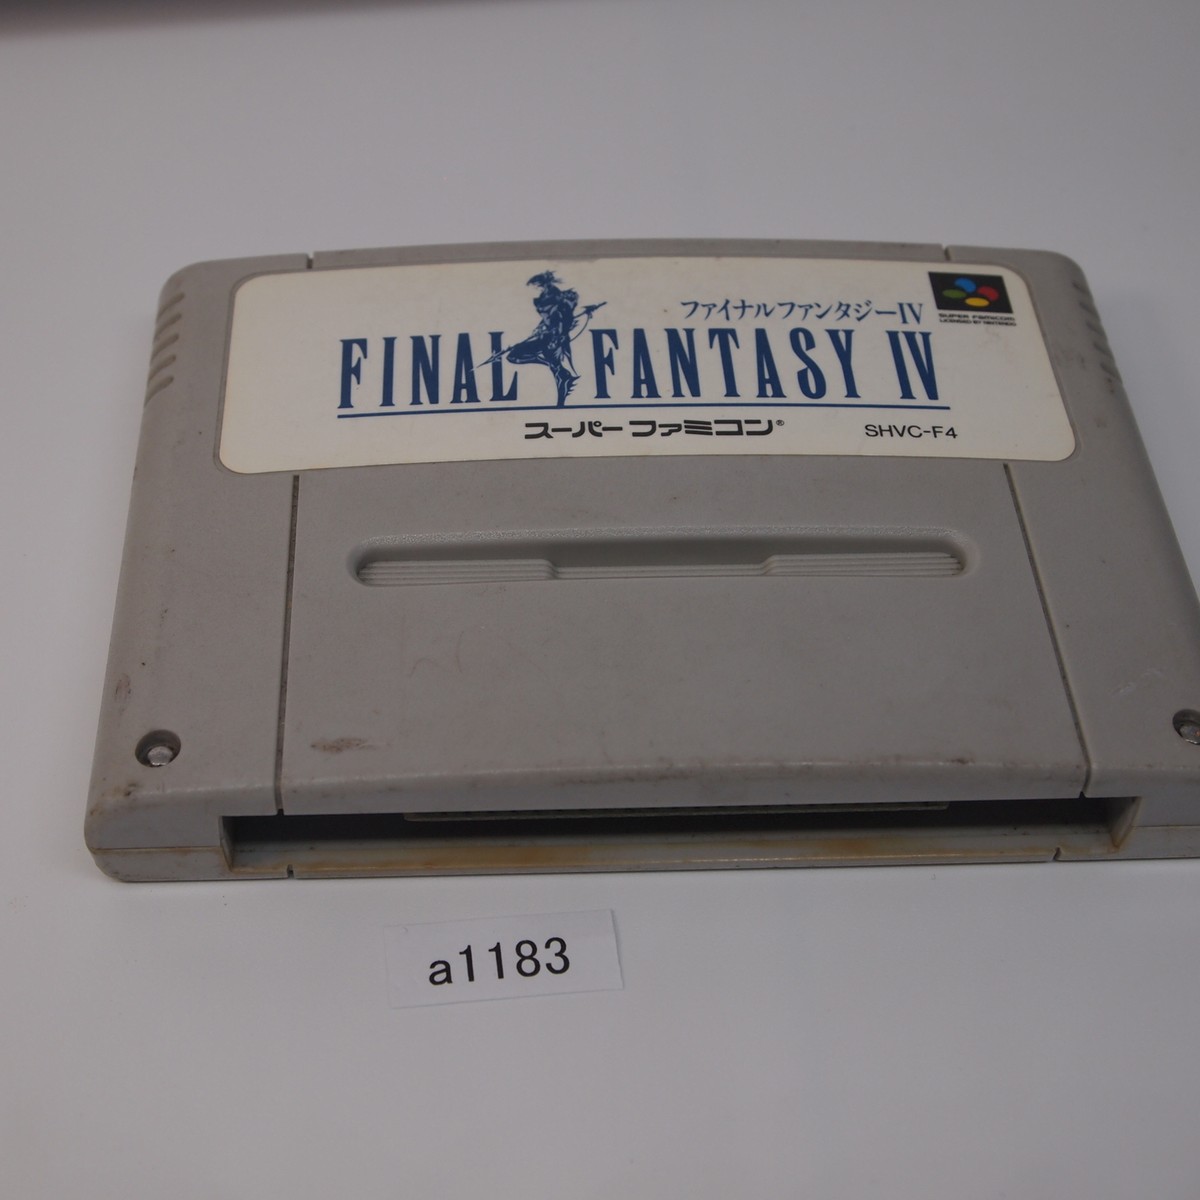 ファイナルファンタジーIV
FINAL FANTASY IV
SUPER FAMICOM
LICENSED BY NINTENDO
スーパーファミコン®
SHVC-F4
a1183